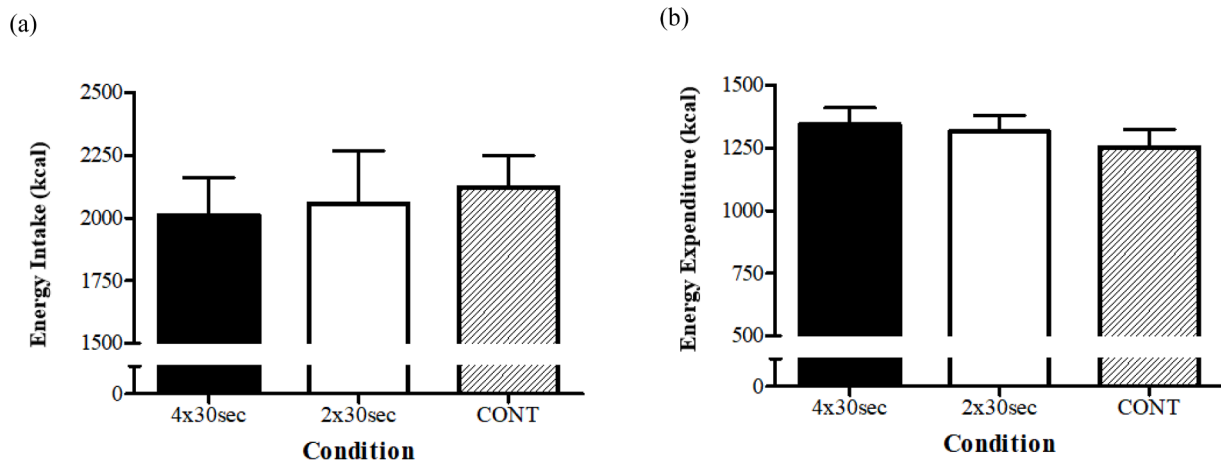 (a)
Energy Intake (kcal)
2500
2250
2000
1750
1500
0
4x30sec 2x30sec CONT
Condition
(b)
Energy Expenditure (kcal)
1500
1250
1000
750
500
0
4x30sec 2x30sec CONT
Condition